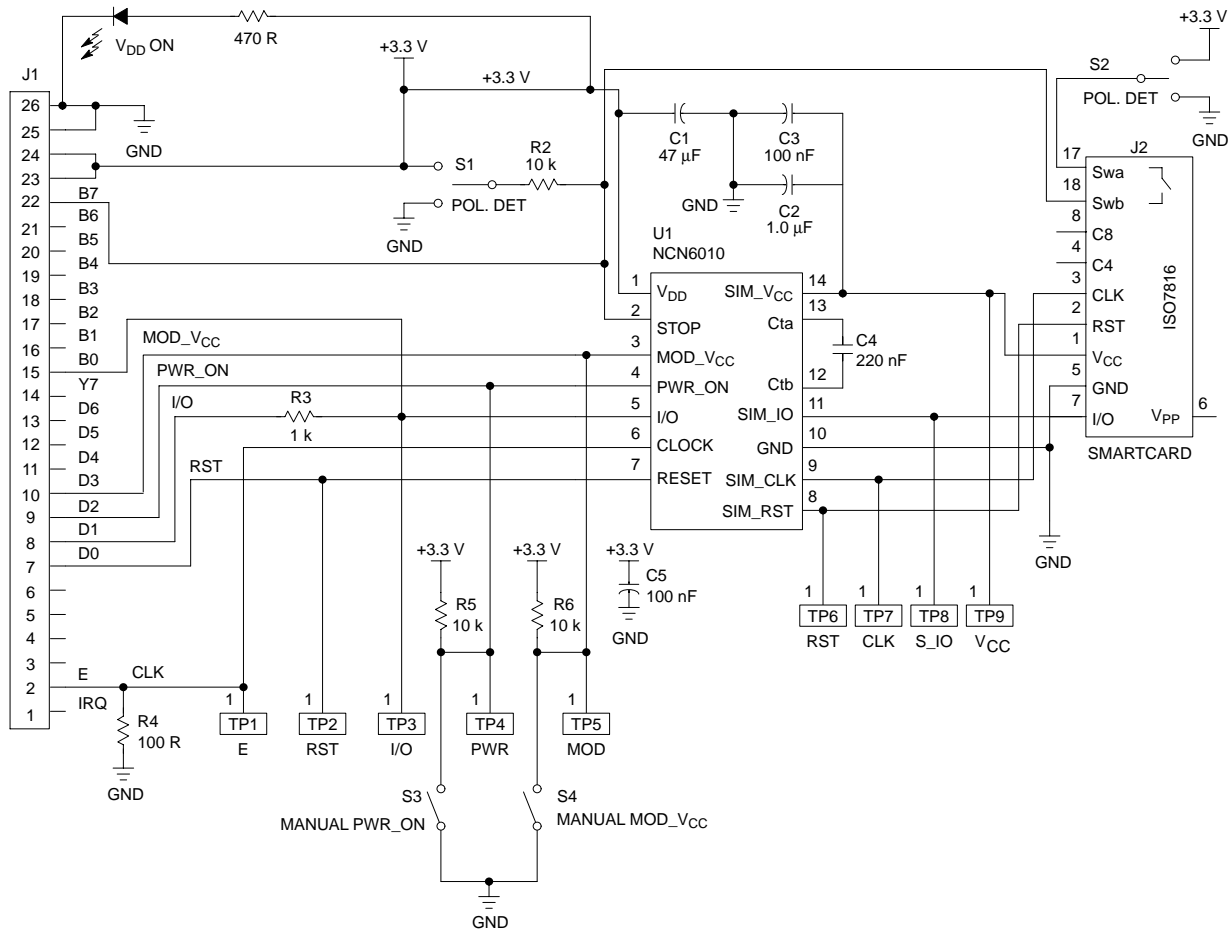 V_DD ON
470 R
+3.3 V
+3.3 V
+3.3 V
S2
POL. DET
GND
J1
26
25
24
23
22
21
20
19
18
17
16
15
14
13
12
11
10
9
8
7
6
5
4
3
2
1
GND
B7
B6
B5
B4
B3
B2
B1
B0
Y7
D6
D5
D4
D3
D2
D1
D0
E
IRQ
S1
POL. DET
GND
R2
10 k
C1
47 µF
C3
100 nF
GND
C2
1.0 µF
U1
NCN6010
1
V_DD
2
STOP
3
MOD_V_CC
4
PWR_ON
5
I/O
6
CLOCK
7
RESET
SIM_V_CC
14
Cta
13
Ctb
12
SIM_IO
11
GND
10
SIM_CLK
9
SIM_RST
8
C4
220 nF
J2
17
Swa
18
Swb
8
C8
4
C4
3
CLK
2
RST
1
V_CC
5
GND
7
I/O
V_PP
6
ISO7816
SMARTCARD
GND
MOD_V_CC
PWR_ON
I/O
R3
1 k
RST
CLK
R4
100 R
GND
1
TP1
E
1
TP2
RST
1
TP3
I/O
1
TP4
PWR
1
TP5
MOD
+3.3 V
R5
10 k
+3.3 V
R6
10 k
+3.3 V
C5
100 nF
GND
1
TP6
RST
1
TP7
CLK
1
TP8
S_IO
1
TP9
V_CC
S3
MANUAL PWR_ON
S4
MANUAL MOD_V_CC
GND